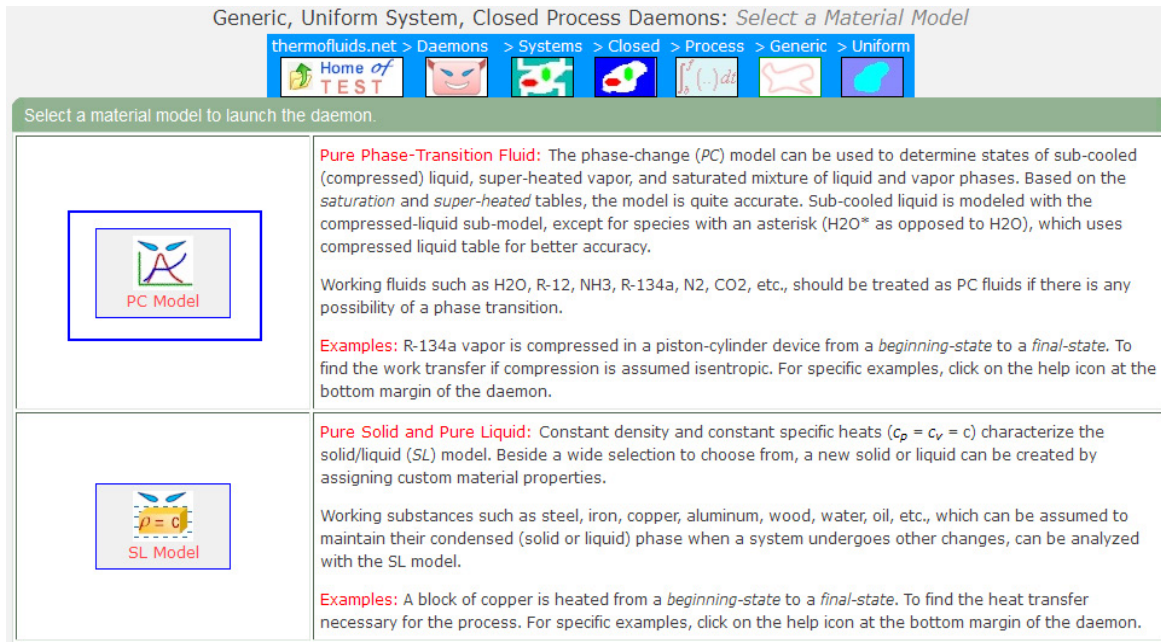 Generic, Uniform System, Closed Process Daemons: Select a Material Model
thermofluids.net > Daemons > Systems > Closed > Process > Generic > Uniform
Home of
TEST
∫ᵇᶠ(..)dt
Select a material model to launch the daemon.
PC Model
Pure Phase-Transition Fluid: The phase-change (PC) model can be used to determine states of sub-cooled
(compressed) liquid, super-heated vapor, and saturated mixture of liquid and vapor phases. Based on the
saturation and super-heated tables, the model is quite accurate. Sub-cooled liquid is modeled with the
compressed-liquid sub-model, except for species with an asterisk (H2O* as opposed to H2O), which uses
compressed liquid table for better accuracy.
Working fluids such as H2O, R-12, NH3, R-134a, N2, CO2, etc., should be treated as PC fluids if there is any
possibility of a phase transition.
Examples: R-134a vapor is compressed in a piston-cylinder device from a beginning-state to a final-state. To
find the work transfer if compression is assumed isentropic. For specific examples, click on the help icon at the
bottom margin of the daemon.
ρ = c
SL Model
Pure Solid and Pure Liquid: Constant density and constant specific heats (cₚ = cᵥ = c) characterize the
solid/liquid (SL) model. Beside a wide selection to choose from, a new solid or liquid can be created by
assigning custom material properties.
Working substances such as steel, iron, copper, aluminum, wood, water, oil, etc., which can be assumed to
maintain their condensed (solid or liquid) phase when a system undergoes other changes, can be analyzed
with the SL model.
Examples: A block of copper is heated from a beginning-state to a final-state. To find the heat transfer
necessary for the process. For specific examples, click on the help icon at the bottom margin of the daemon.